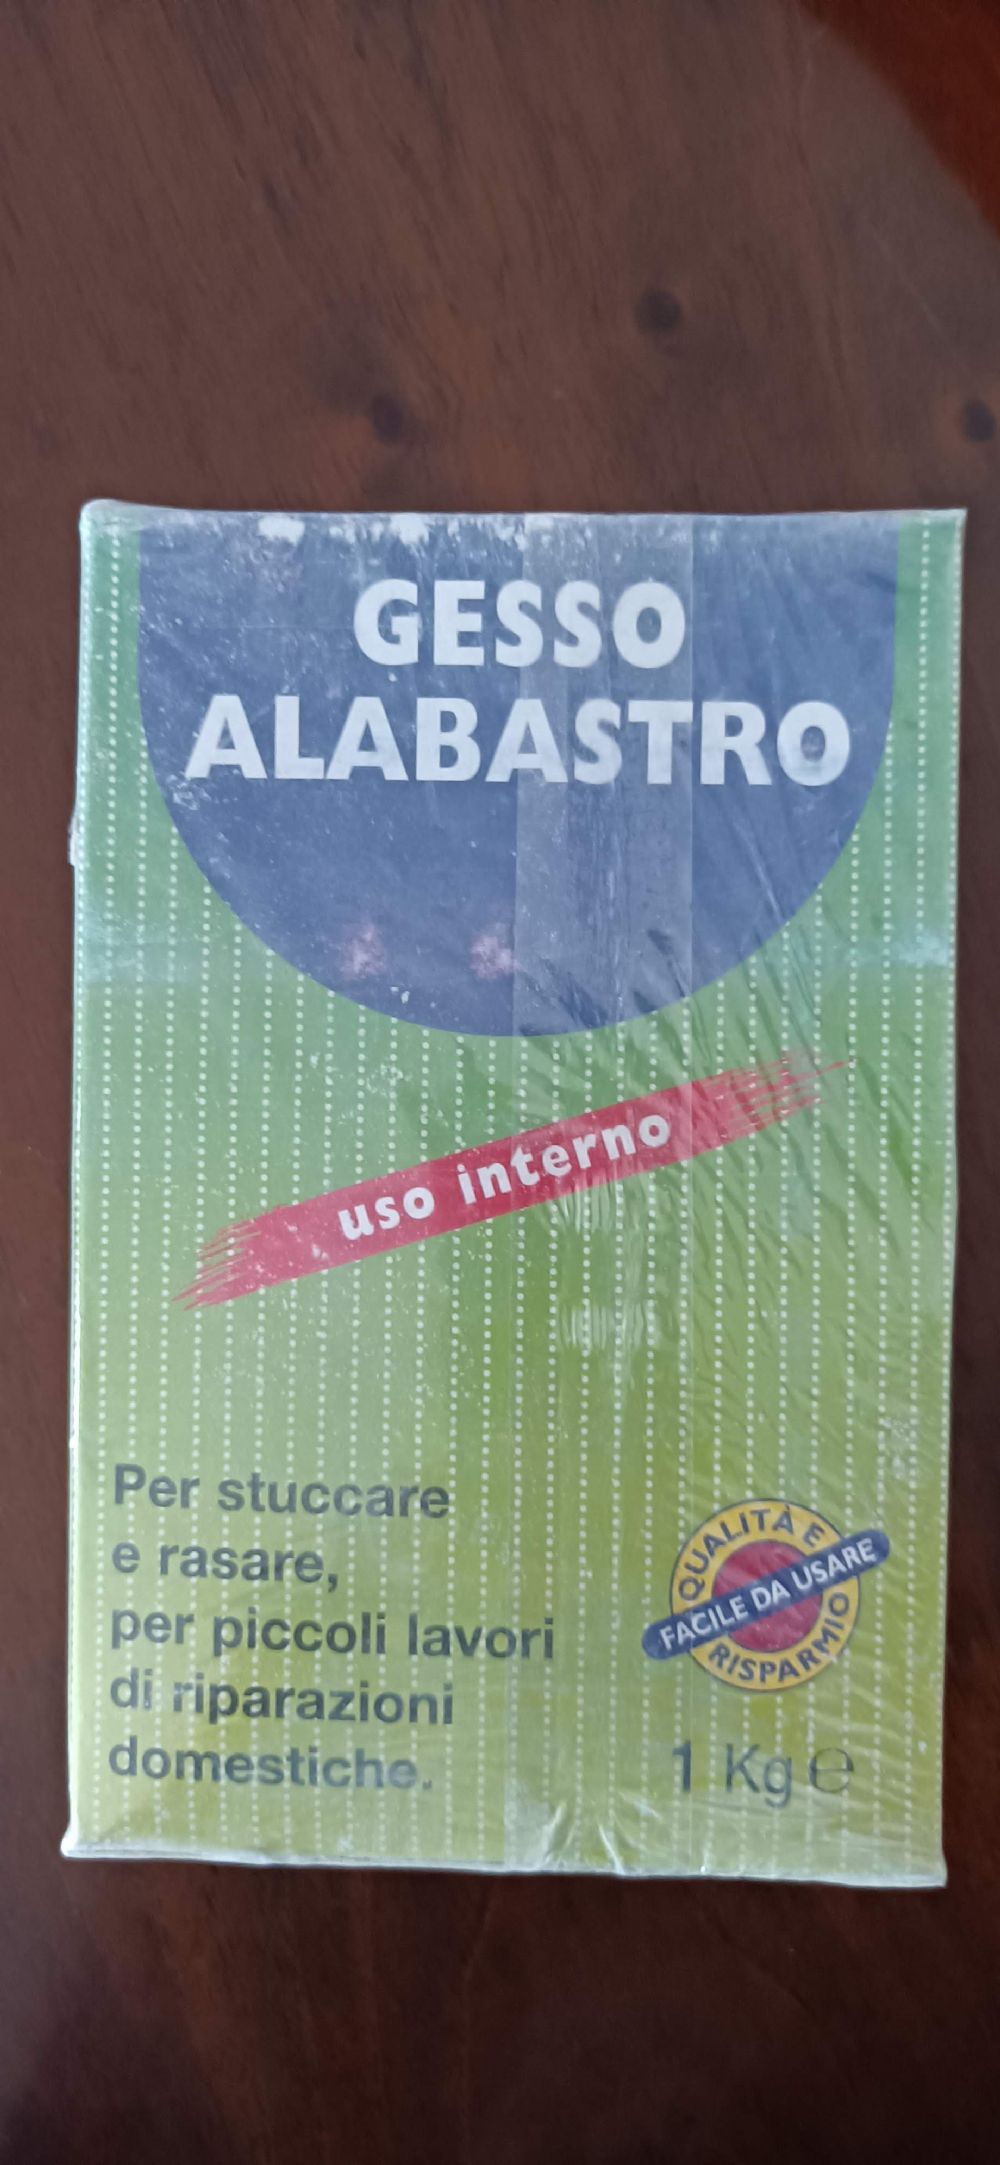 GESSO
ALABASTRO
uso interno
Per stuccare
e rasare,
per piccoli lavori
di riparazioni
domestiche.
QUALITÀ E
FACILE DA USARE
RISPARMIO
1 Kg ℮